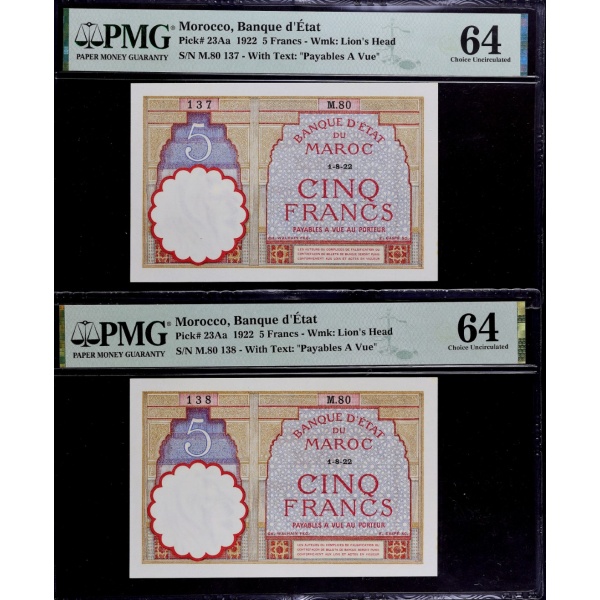 PMG
PAPER MONEY GUARANTY
Morocco, Banque d'État
Pick# 23Aa 1922 5 Francs - Wmk: Lion's Head
S/N M.80 137 - With Text: "Payables A Vue"
64
Choice Uncirculated
137
M.80
5
BANQUE D'ÉTAT
DU
MAROC
1-8-22
CINQ
FRANCS
PAYABLES A VUE AU PORTEUR
PMG
PAPER MONEY GUARANTY
Morocco, Banque d'État
Pick# 23Aa 1922 5 Francs - Wmk: Lion's Head
S/N M.80 138 - With Text: "Payables A Vue"
64
Choice Uncirculated
138
M.80
5
BANQUE D'ÉTAT
DU
MAROC
1-8-22
CINQ
FRANCS
PAYABLES A VUE AU PORTEUR